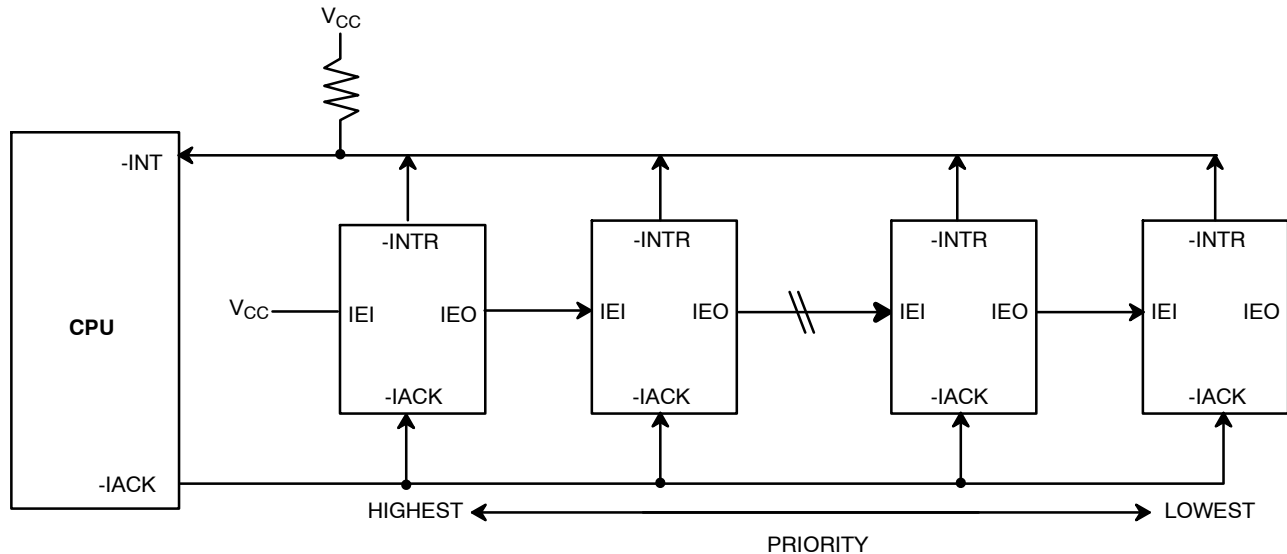 VCC
-INT
-INTR
-INTR
-INTR
-INTR
VCC
IEI
IEO
IEI
IEO
IEI
IEO
IEI
IEO
CPU
-IACK
-IACK
-IACK
-IACK
-IACK
HIGHEST
LOWEST
PRIORITY